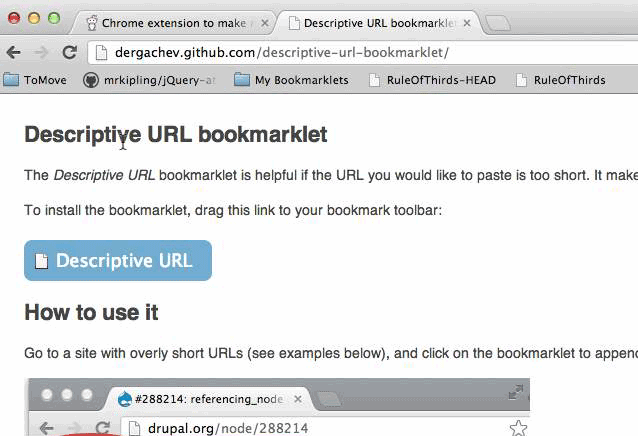 Chrome extension to make
Descriptive URL bookmarklet
dergachev.github.com/descriptive-url-bookmarklet/
ToMove mrkipling/jQuery-at My Bookmarklets RuleOfThirds-HEAD RuleOfThirds
Descriptive URL bookmarklet
The Descriptive URL bookmarklet is helpful if the URL you would like to paste is too short. It make
To install the bookmarklet, drag this link to your bookmark toolbar:
Descriptive URL
How to use it
Go to a site with overly short URLs (see examples below), and click on the bookmarklet to append
#288214: referencing_node
drupal.org/node/288214